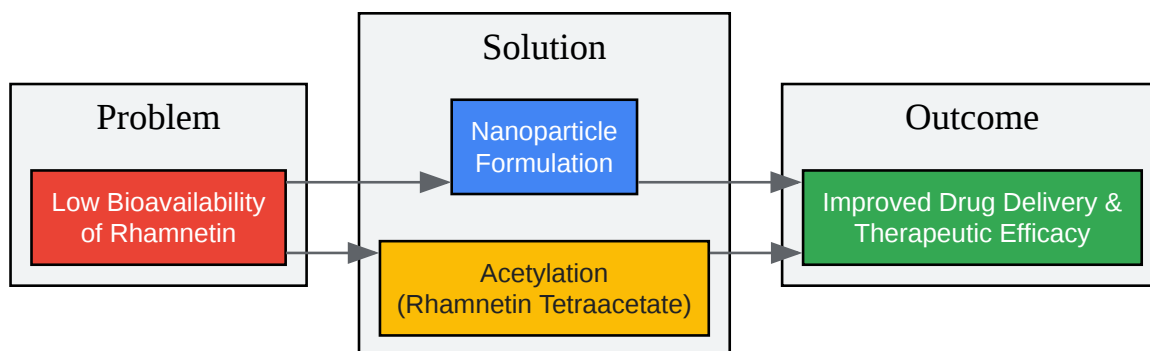 Problem
Low Bioavailability
of Rhamnetin
Solution
Nanoparticle
Formulation
Acetylation
(Rhamnetin Tetraacetate)
Outcome
Improved Drug Delivery &
Therapeutic Efficacy